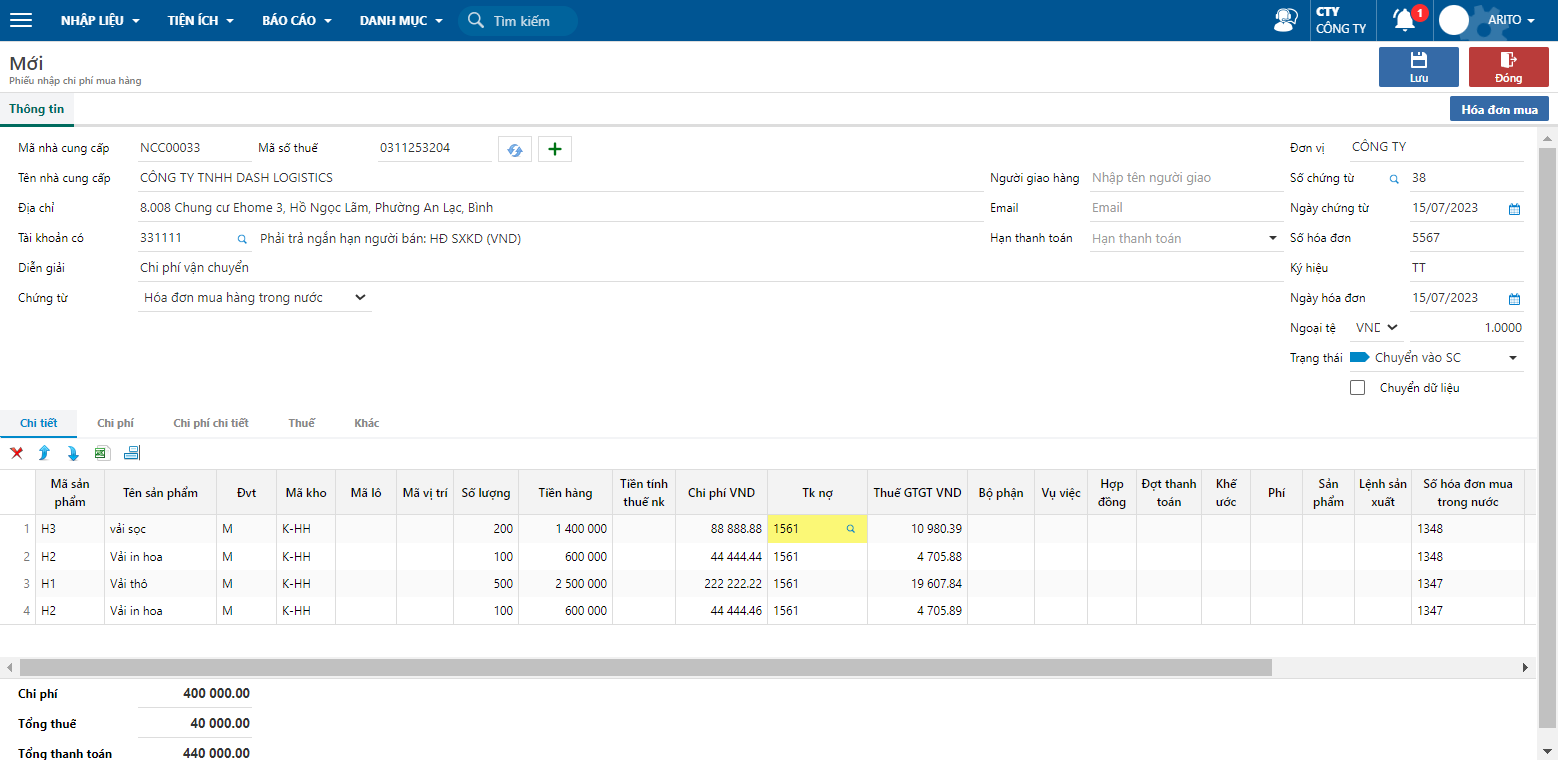 NHẬP LIỆU TIỆN ÍCH BÁO CÁO DANH MỤC Tìm kiếm CTY CÔNG TY 1 ARITO
Mới
Phiếu nhập chi phí mua hàng
Lưu Đóng
Thông tin Hóa đơn mua
Mã nhà cung cấp NCC00033 Mã số thuế 0311253204 Đơn vị CÔNG TY
Tên nhà cung cấp CÔNG TY TNHH DASH LOGISTICS Người giao hàng Nhập tên người giao Số chứng từ 38
Địa chỉ 8.008 Chung cư Ehome 3, Hồ Ngọc Lãm, Phường An Lạc, Bình Email Email Ngày chứng từ 15/07/2023
Tài khoản có 331111 Phải trả ngắn hạn người bán: HĐ SXKD (VND) Hạn thanh toán Hạn thanh toán Số hóa đơn 5567
Diễn giải Chi phí vận chuyển Ký hiệu TT
Chứng từ Hóa đơn mua hàng trong nước Ngày hóa đơn 15/07/2023
Ngoại tệ VND 1.0000
Trạng thái Chuyển vào SC
Chuyển dữ liệu
Chi tiết Chi phí Chi phí chi tiết Thuế Khác
Mã sản phẩm Tên sản phẩm Đvt Mã kho Mã lô Mã vị trí Số lượng Tiền hàng Tiền tính thuế nk Chi phí VND Tk nợ Thuế GTGT VND Bộ phận Vụ việc Hợp đồng Đợt thanh toán Khế ước Phí Sản phẩm Lệnh sản xuất Số hóa đơn mua trong nước
1 H3 vải sọc M K-HH 200 1 400 000 88 888.88 1561 10 980.39 1348
2 H2 Vải in hoa M K-HH 100 600 000 44 444.44 1561 4 705.88 1348
3 H1 Vải thô M K-HH 500 2 500 000 222 222.22 1561 19 607.84 1347
4 H2 Vải in hoa M K-HH 100 600 000 44 444.46 1561 4 705.89 1347
Chi phí 400 000.00
Tổng thuế 40 000.00
Tổng thanh toán 440 000.00